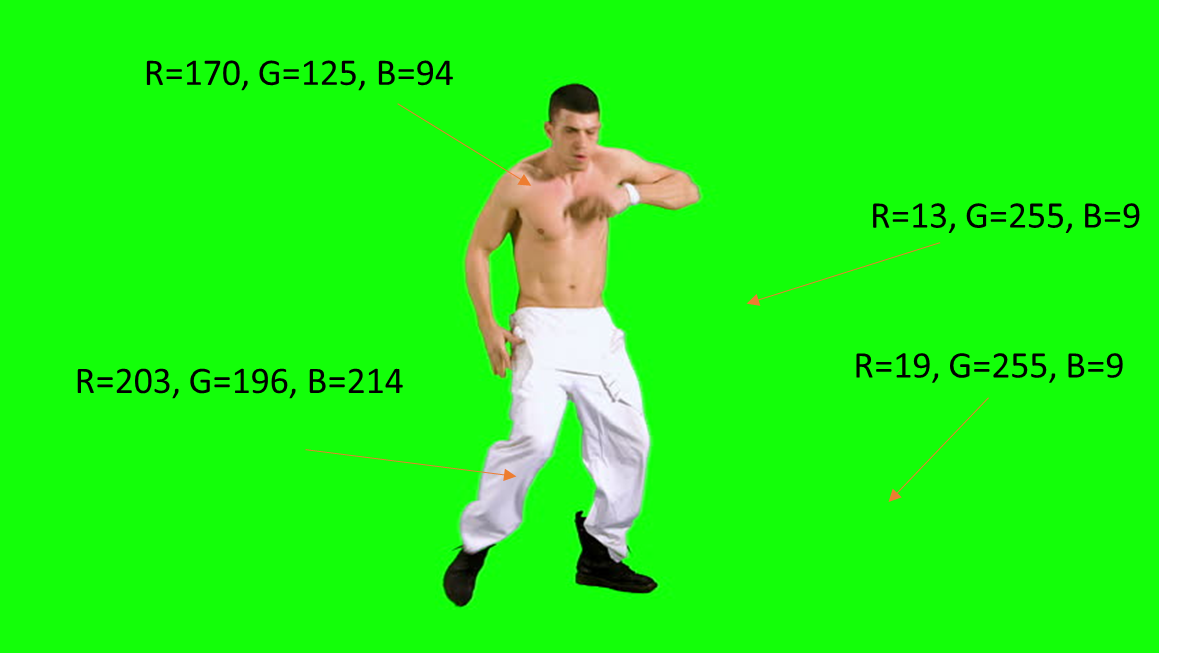 R=170, G=125, B=94
R=13, G=255, B=9
R=19, G=255, B=9
R=203, G=196, B=214